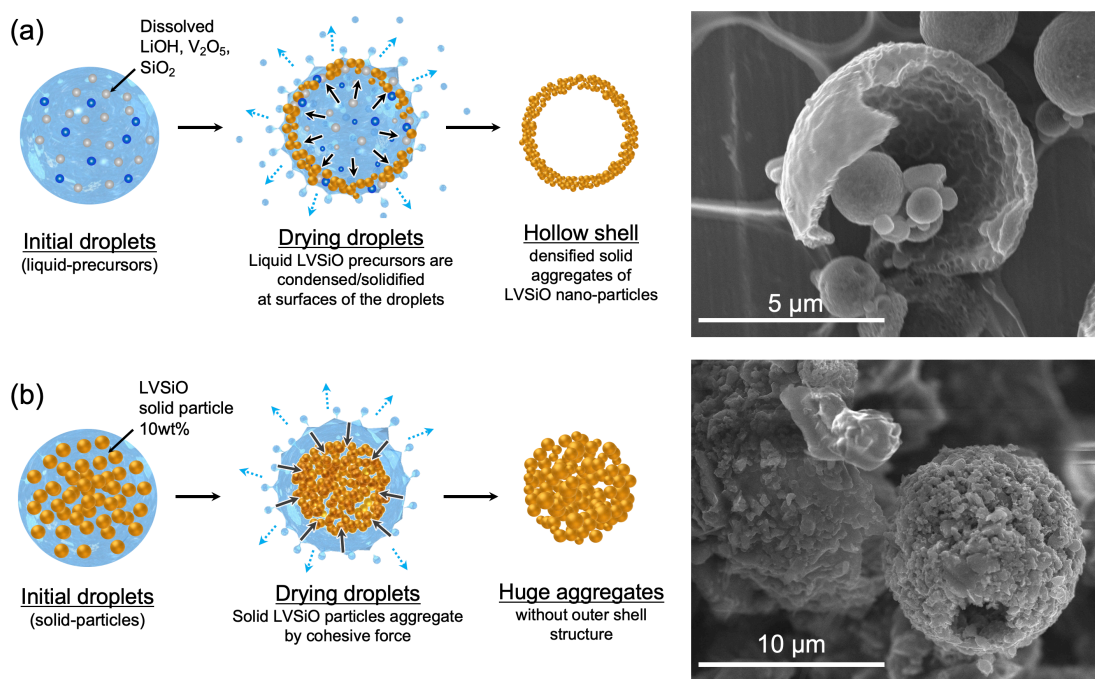 (a)
Dissolved
LiOH, V₂O₅,
SiO₂
Initial droplets
(liquid-precursors)
Drying droplets
Liquid LVSiO precursors are
condensed/solidified
at surfaces of the droplets
Hollow shell
densified solid
aggregates of
LVSiO nano-particles
5 μm
(b)
LVSiO
solid particle
10wt%
Initial droplets
(solid-particles)
Drying droplets
Solid LVSiO particles aggregate
by cohesive force
Huge aggregates
without outer shell
structure
10 μm